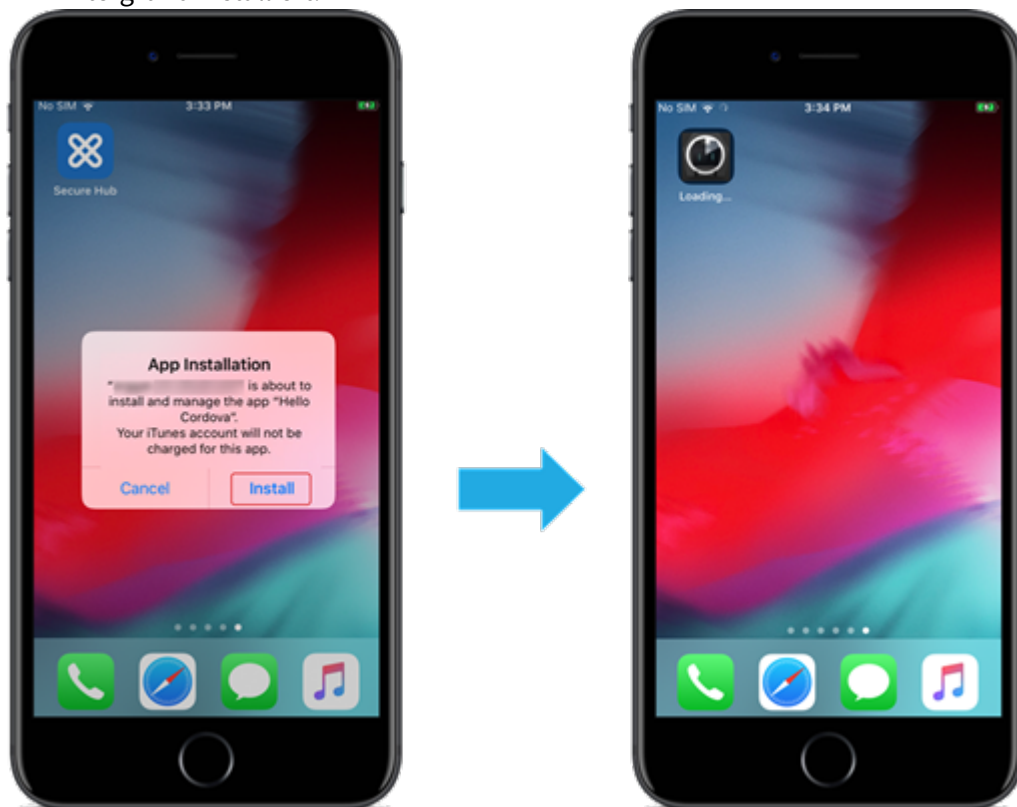 No SIM
3:33 PM
Secure Hub
App Installation
" is about to
install and manage the app "Hello
Cordova".
Your iTunes account will not be
charged for this app.
Cancel
Install
No SIM
3:34 PM
Loading...